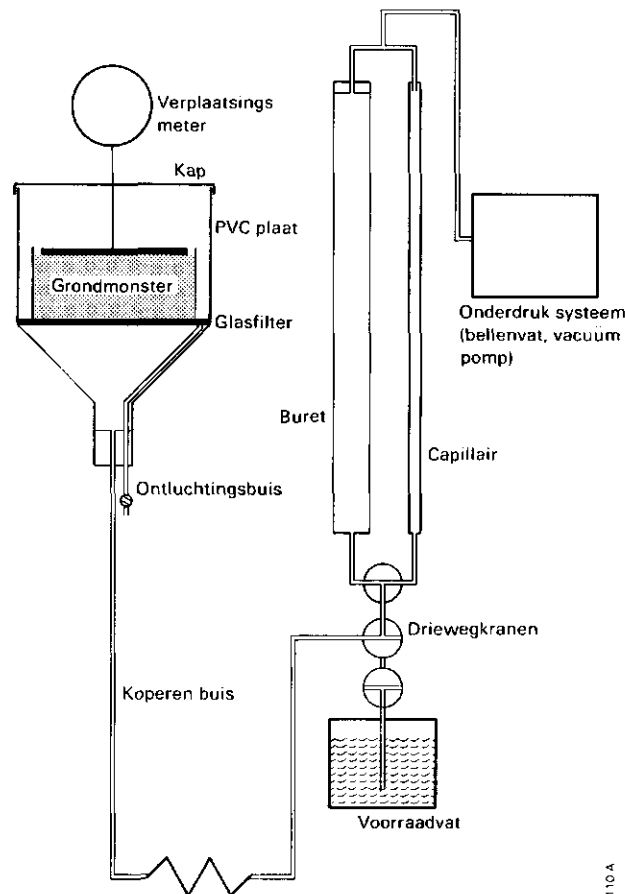 Verplaatsings
meter
Kap
PVC plaat
Grondmonster
Glasfilter
Onderdruk systeem
(bellenvat, vacuüm
pomp)
Buret
Capillair
Ontluchtingsbuis
Driewegkranen
Koperen buis
Voorraadvat
110A